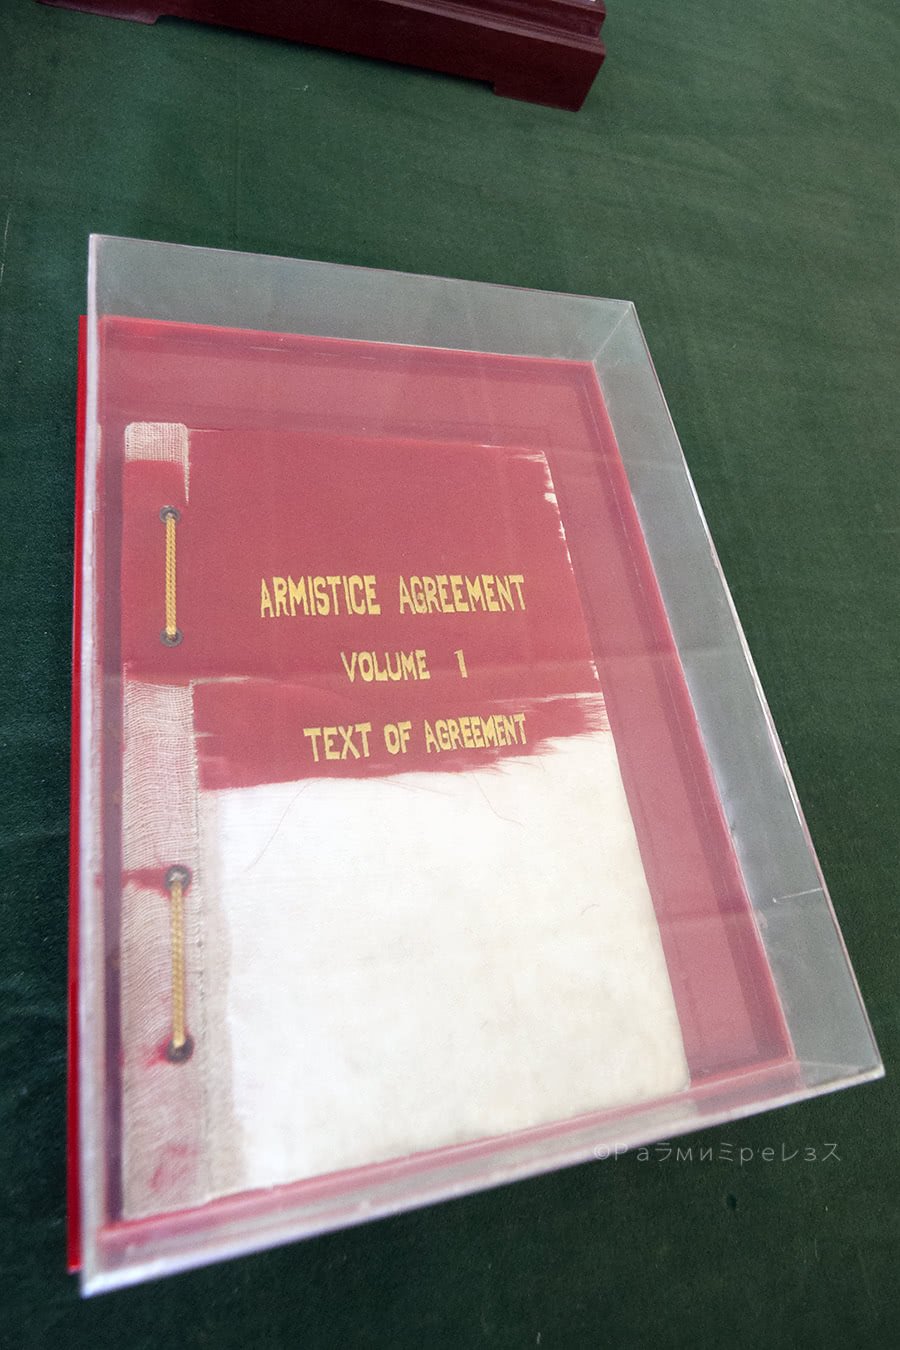 ARMISTICE AGREEMENT
VOLUME 1
TEXT OF AGREEMENT